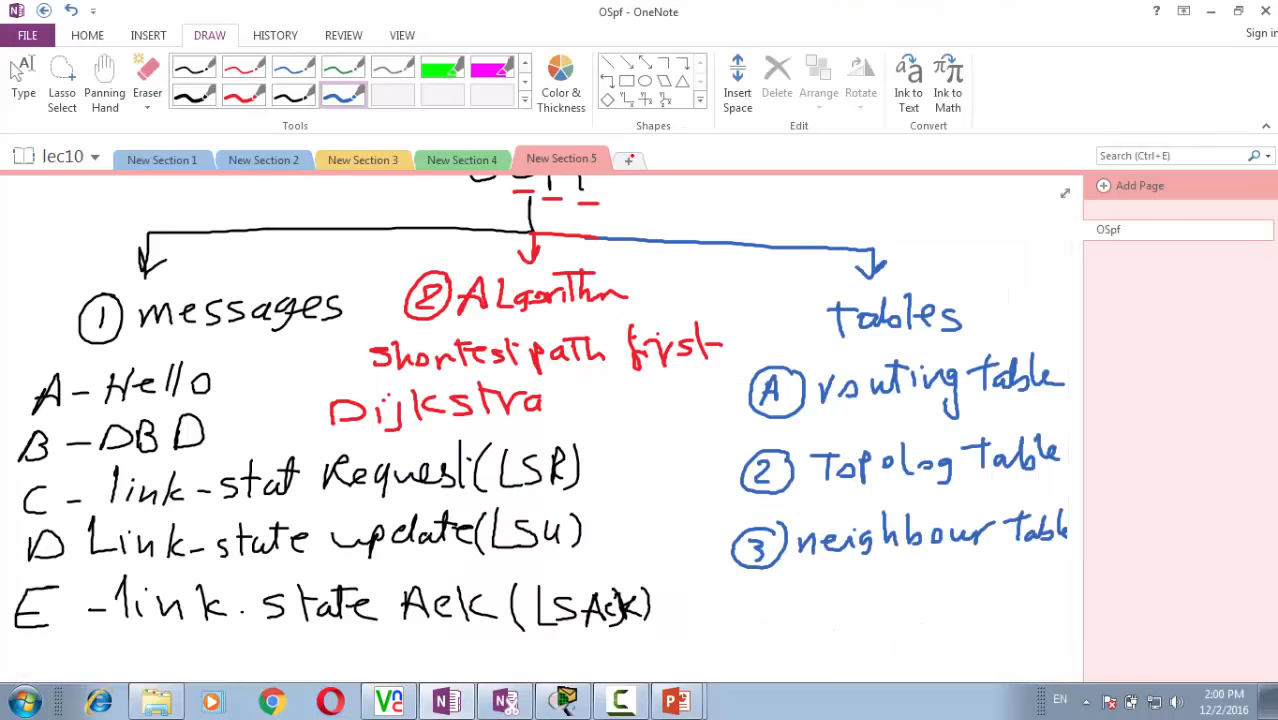 OSpf - OneNote
Sign in
FILE HOME INSERT DRAW HISTORY REVIEW VIEW
Type
Lasso Select
Panning Hand
Eraser
Color & Thickness
Insert Space
Delete
Arrange
Rotate
Ink to Text
Ink to Math
Tools
Shapes
Edit
Convert
lec10
New Section 1
New Section 2
New Section 3
New Section 4
New Section 5
Search (Ctrl+E)
Add Page
OSpf
1 messages
A - Hello
B - DBD
C - link-stat Request (LSR)
D Link-state update (LSU)
E - link. state Ack (LSAck)
2 ALgorithm
shortest path first
Dijkstra
tables
A routing table
2 Topolog Table
3 neighbour tabl
EN
2:00 PM
12/2/2016